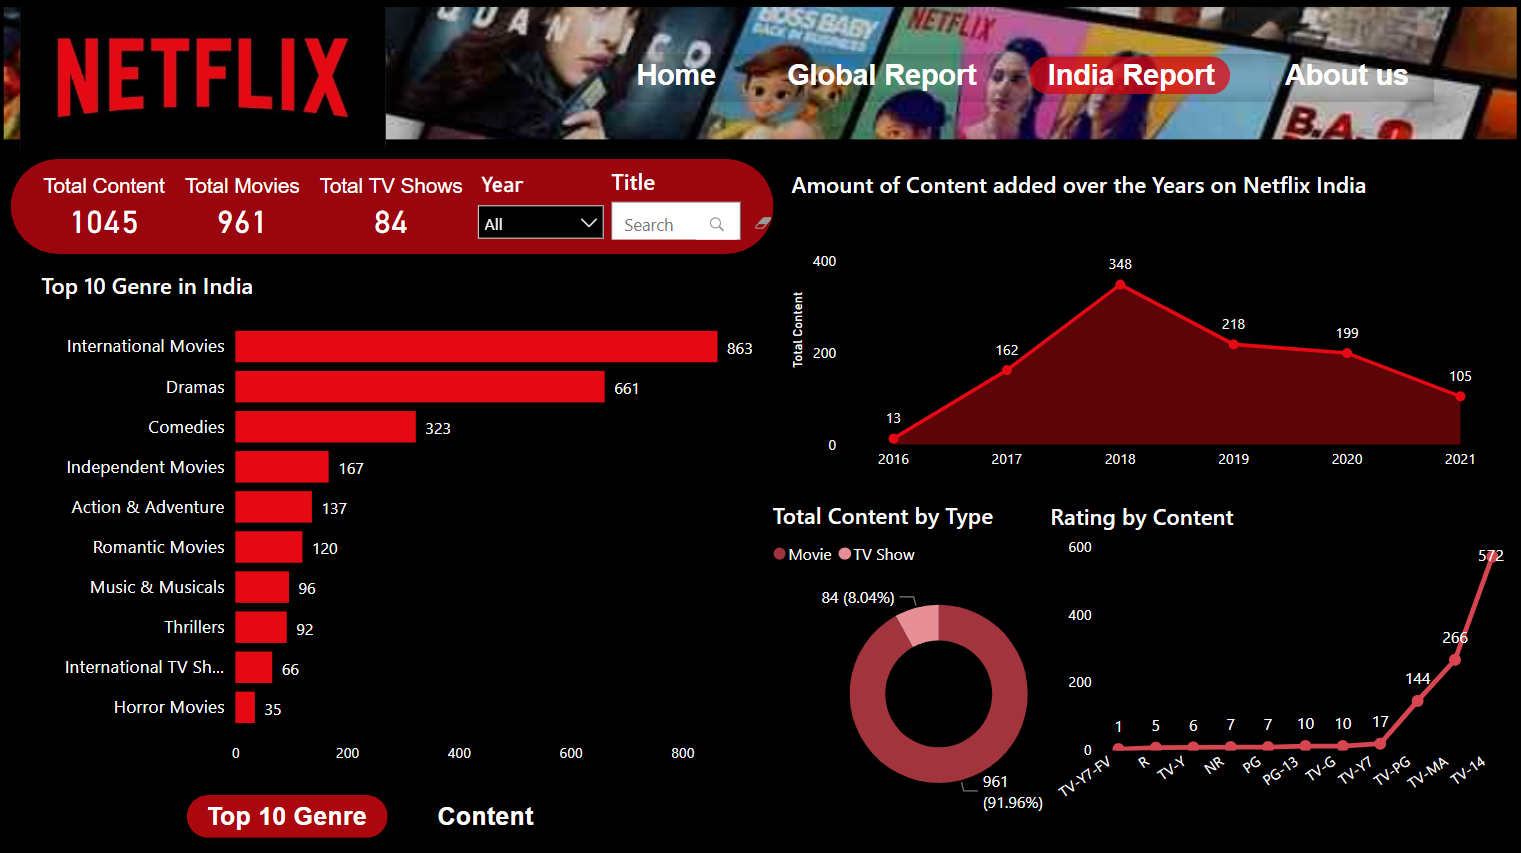 QUANTICO
BOSS BABY
BACK IN BUSINESS
NETFLIX
NETFLIX
Home
Global Report
India Report
About us
B.A.
Total Content
Total Movies
Total TV Shows
Year
Title
1045
961
84
All
Search
Amount of Content added over the Years on Netflix India
Total Content
400
200
0
13
162
348
218
199
105
2016
2017
2018
2019
2020
2021
Top 10 Genre in India
International Movies 863
Dramas 661
Comedies 323
Independent Movies 167
Action & Adventure 137
Romantic Movies 120
Music & Musicals 96
Thrillers 92
International TV Sh... 66
Horror Movies 35
0 200 400 600 800
Total Content by Type
Movie TV Show
84 (8.04%)
961
(91.96%)
Rating by Content
600
400
200
0
1 5 6 7 7 10 10 17 144 266 572
TV-Y7-FV R TV-Y NR PG PG-13 TV-G TV-Y7 TV-PG TV-MA TV-14
Top 10 Genre
Content